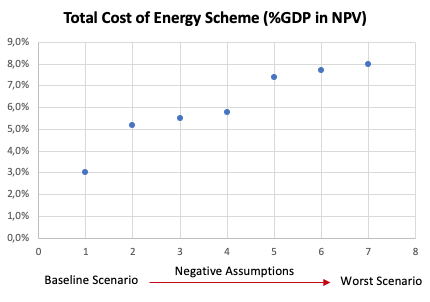 Total Cost of Energy Scheme (%GDP in NPV)
9,0%
8,0%
7,0%
6,0%
5,0%
4,0%
3,0%
2,0%
1,0%
0,0%
0 1 2 3 4 5 6 7 8
Negative Assumptions
Baseline Scenario Worst Scenario